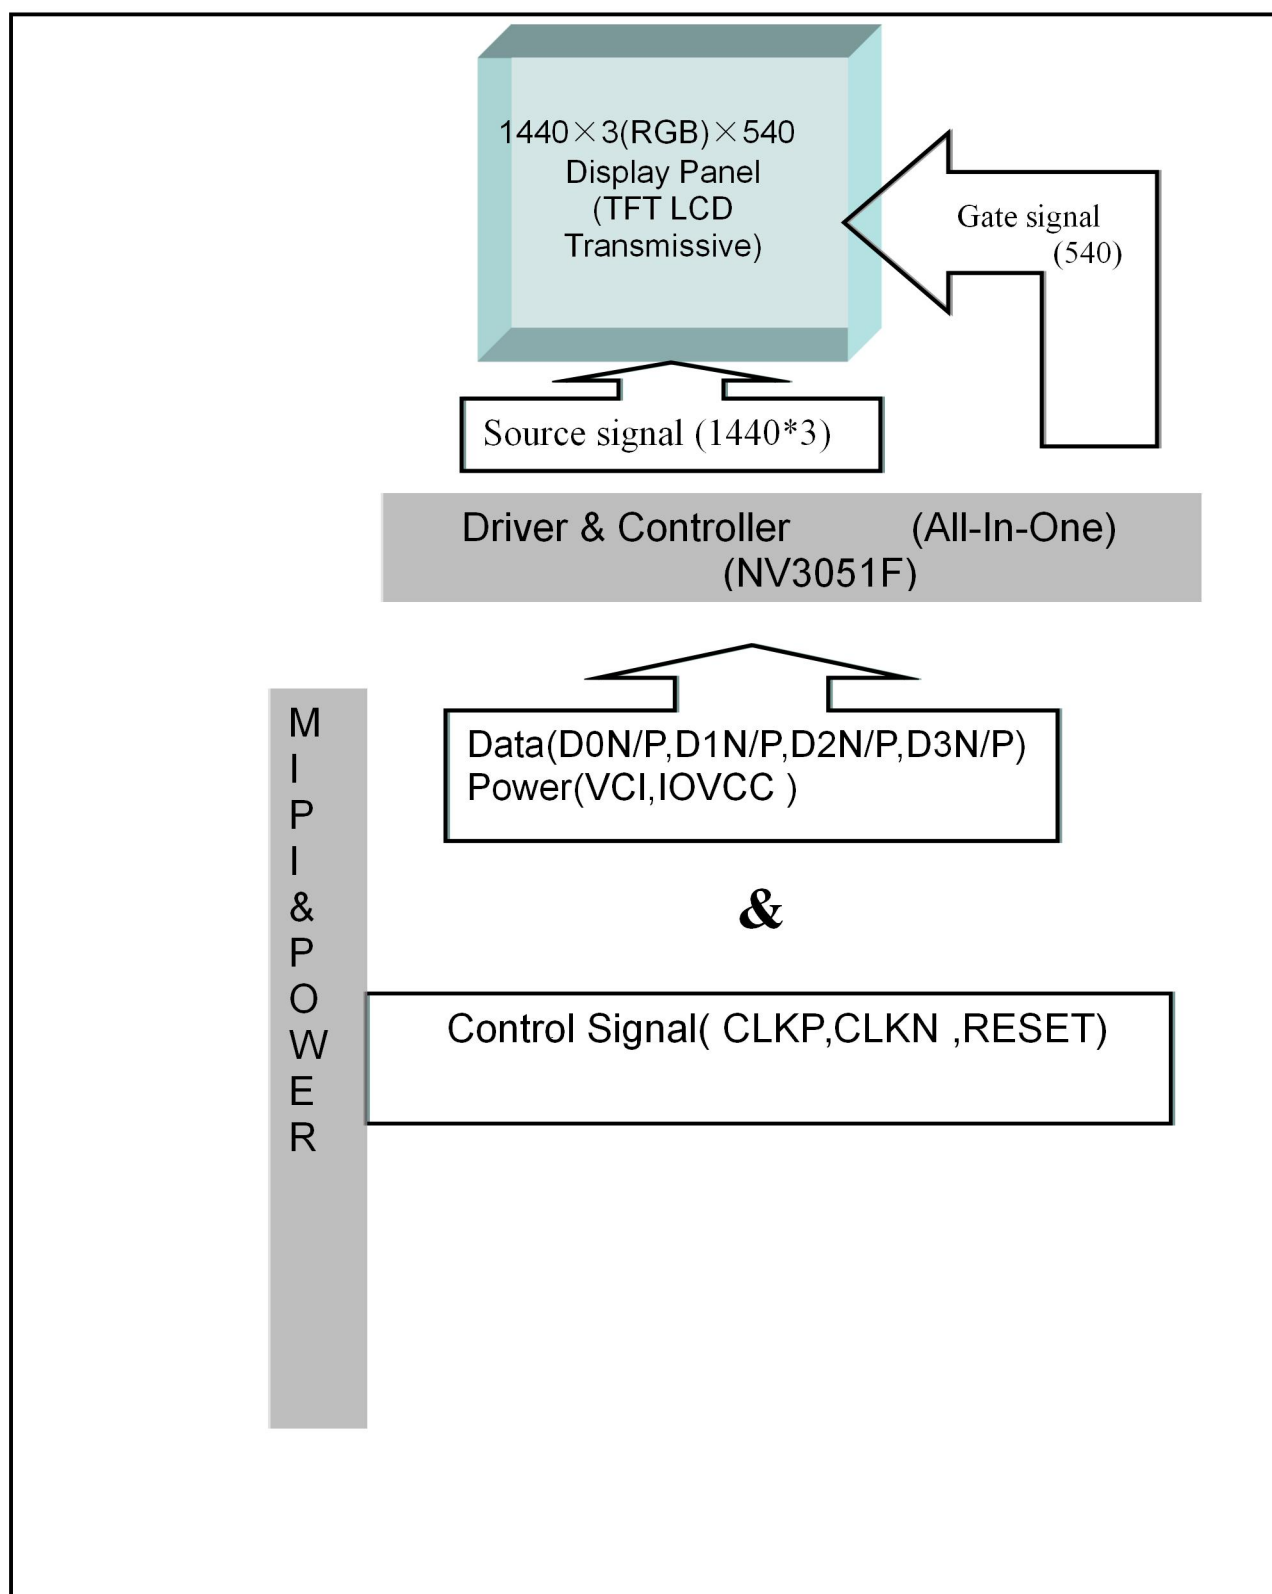 1440×3(RGB)×540
Display Panel
(TFT LCD
Transmissive)
Gate signal
(540)
Source signal (1440*3)
Driver & Controller (All-In-One)
(NV3051F)
M
I
P
I
&
P
O
W
E
R
Data(D0N/P,D1N/P,D2N/P,D3N/P)
Power(VCI,IOVCC )
&
Control Signal( CLKP,CLKN ,RESET)